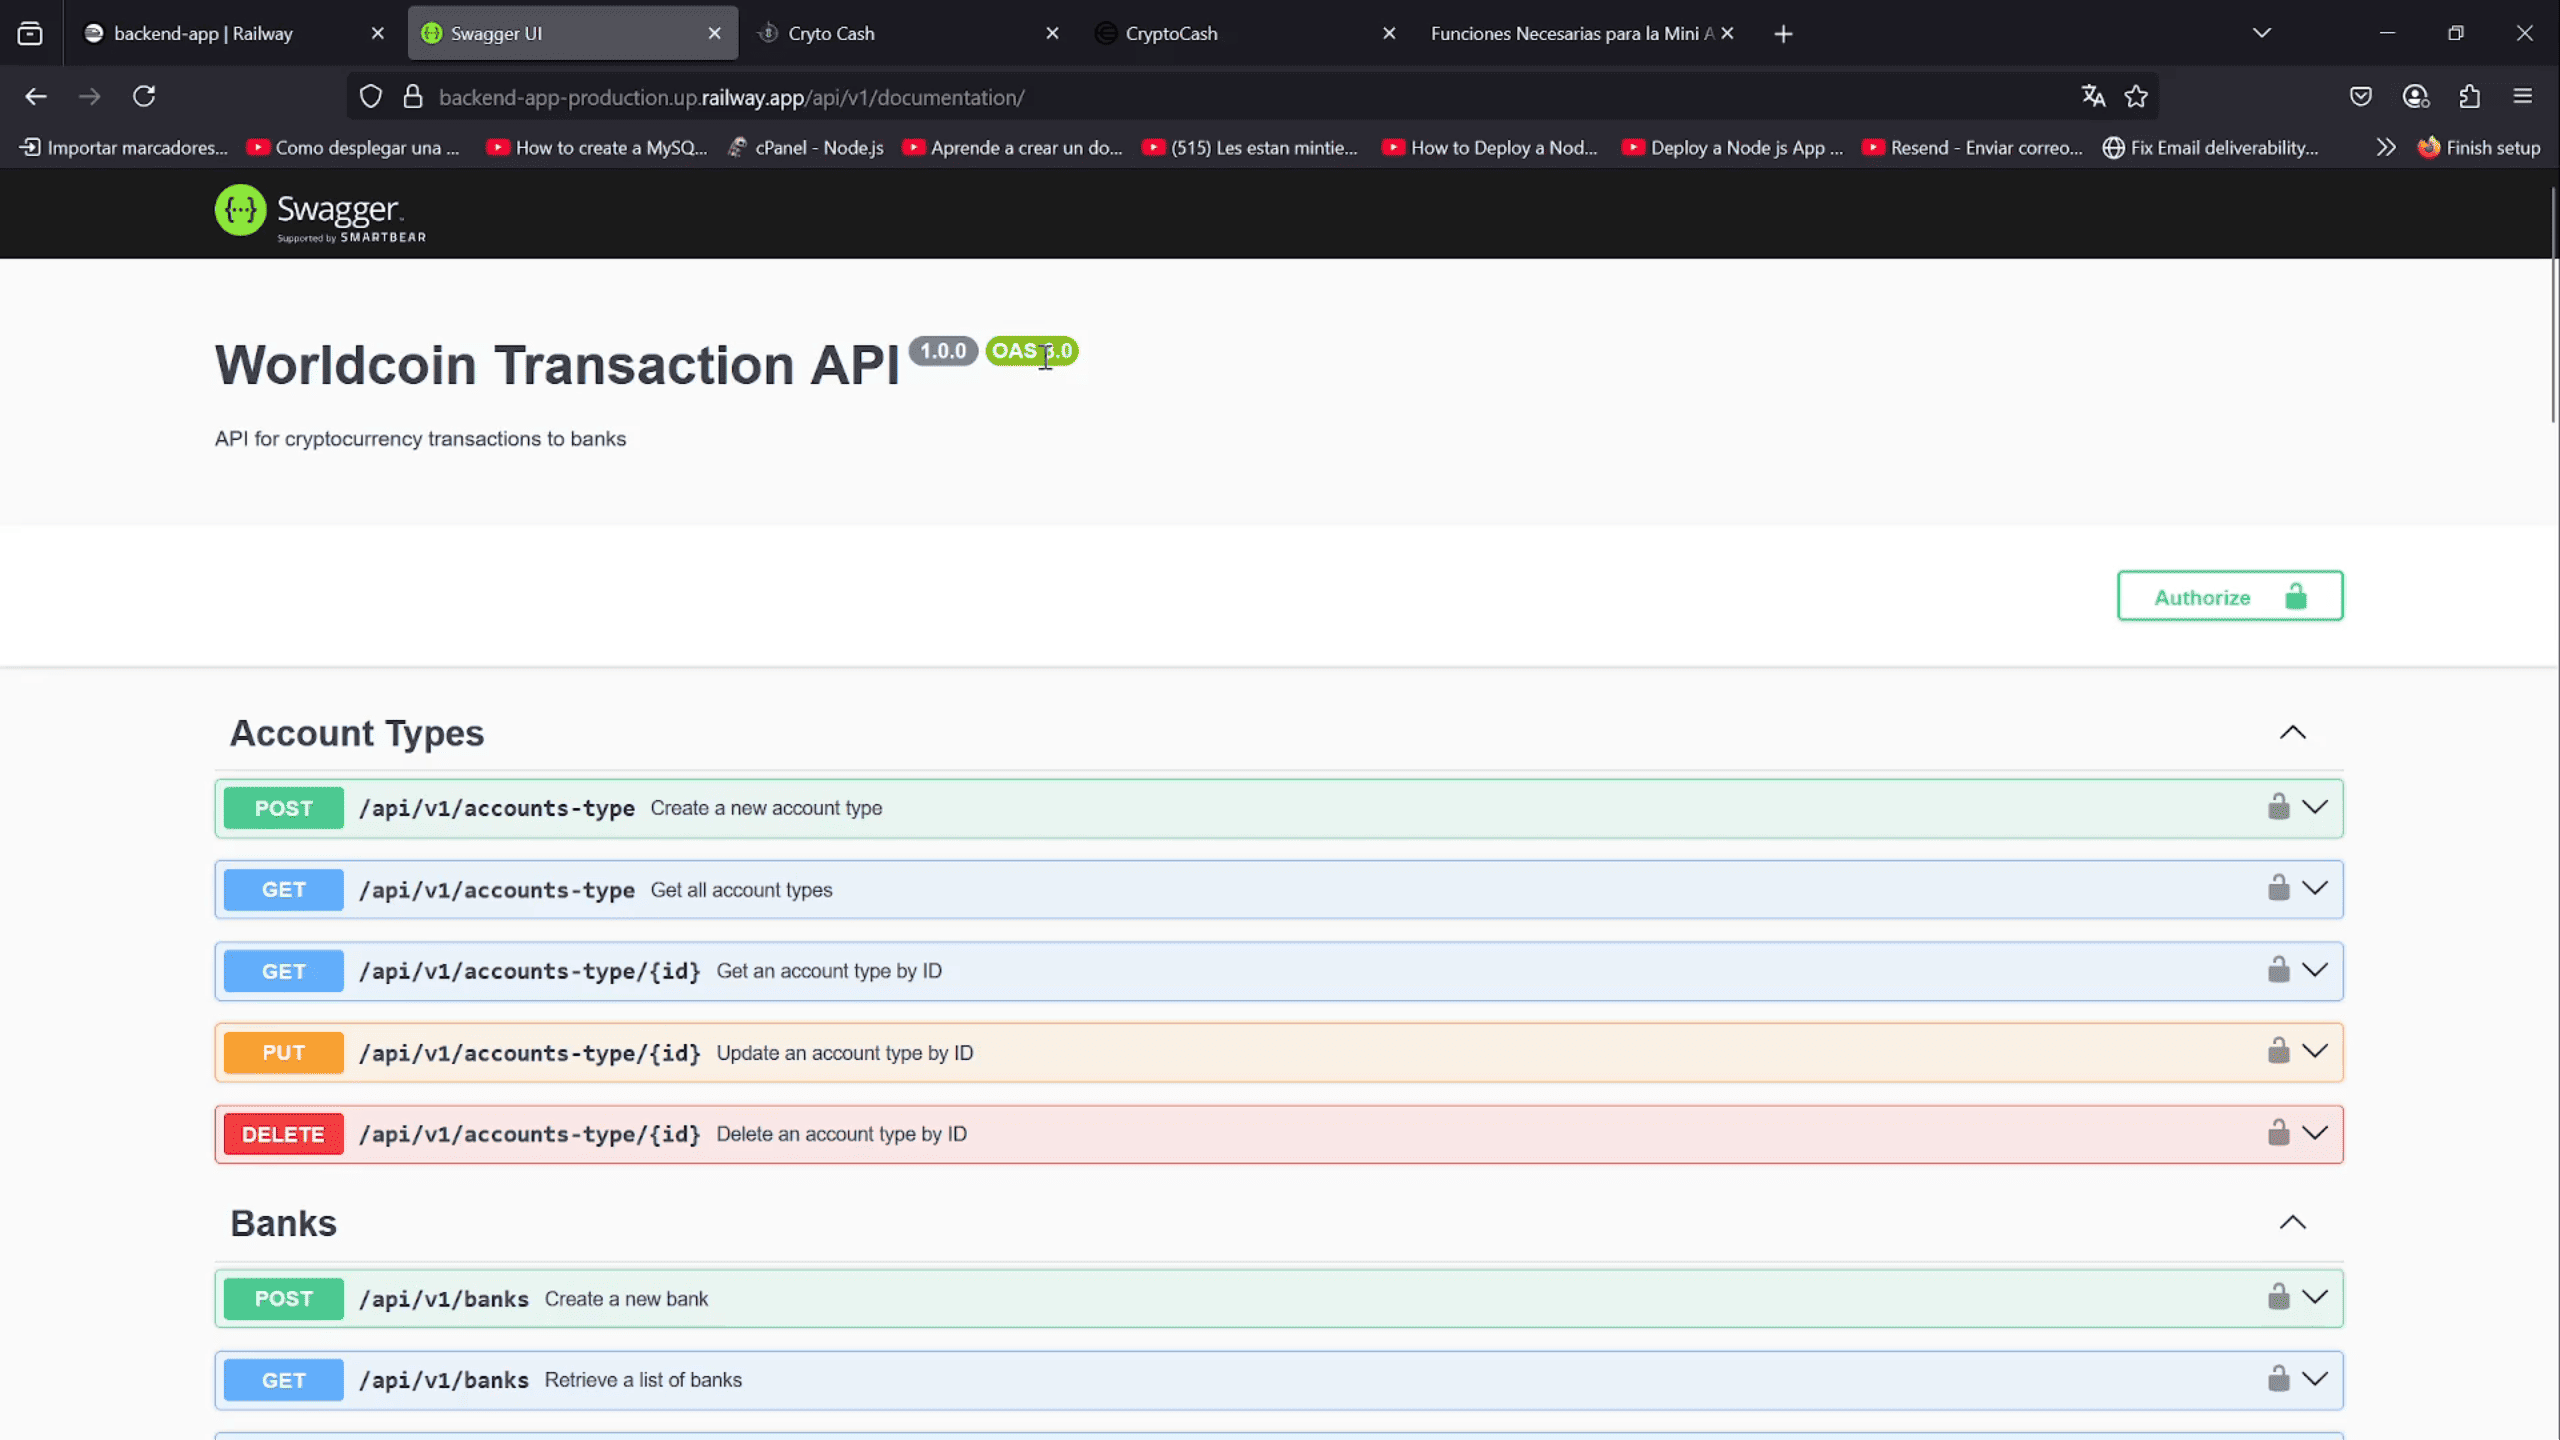 backend-app | Railway
Swagger UI
Cryto Cash
CryptoCash
Funciones Necesarias para la Mini A
backend-app-production.up.railway.app/api/v1/documentation/
Importar marcadores...
Como desplegar una ...
How to create a MySQ...
cPanel - Node.js
Aprende a crear un do...
(515) Les estan mintie...
How to Deploy a Nod...
Deploy a Node js App ...
Resend - Enviar correo...
Fix Email deliverability...
Finish setup
Swagger
Supported by SMARTBEAR
Worldcoin Transaction API 1.0.0 OAS 3.0
API for cryptocurrency transactions to banks
Authorize
Account Types
POST /api/v1/accounts-type Create a new account type
GET /api/v1/accounts-type Get all account types
GET /api/v1/accounts-type/{id} Get an account type by ID
PUT /api/v1/accounts-type/{id} Update an account type by ID
DELETE /api/v1/accounts-type/{id} Delete an account type by ID
Banks
POST /api/v1/banks Create a new bank
GET /api/v1/banks Retrieve a list of banks